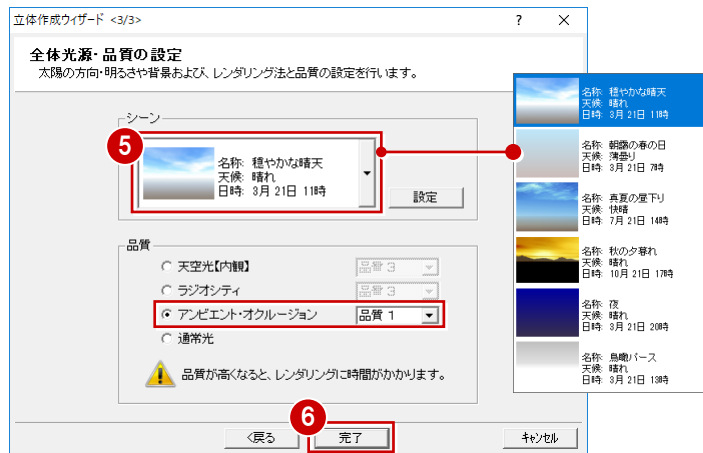 立体作成ウィザード <3/3>
?
×
全体光源・品質の設定
太陽の方向・明るさや背景および、レンダリング法と品質の設定を行います。
シーン
5
名称: 穏やかな晴天
天候: 晴れ
日時: 3月 21日 11時
設定
品質
天空光【内観】
品番 3
ラジオシティ
品番 3
アンビエント・オクルージョン
品質 1
通常光
品質が高くなると、レンダリングに時間がかかります。
6
<戻る
完了
キャンセル
名称: 穏やかな晴天
天候: 晴れ
日時: 3月 21日 11時
名称: 朝靄の春の日
天候: 薄曇り
日時: 3月 21日 7時
名称: 真夏の昼下り
天候: 快晴
日時: 7月 21日 14時
名称: 秋の夕暮れ
天候: 晴れ
日時: 10月 21日 17時
名称: 夜
天候: 晴れ
日時: 3月 21日 20時
名称: 鳥瞰パース
天候: 晴れ
日時: 3月 21日 13時